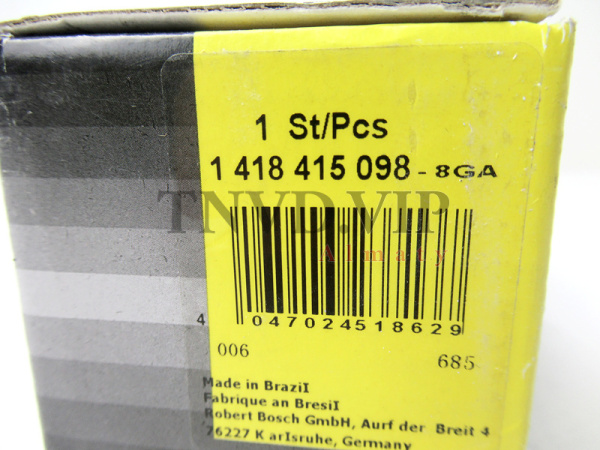 1 St/Pcs
1 418 415 098 - 8GA
TNVD.VIP
Almaty
4 047024518629
006 685
Made in BraziI
Fabrique an BresiI
Robert Bosch GmbH, Aurf der Breit 4
76227 K arIsruhe, Germany